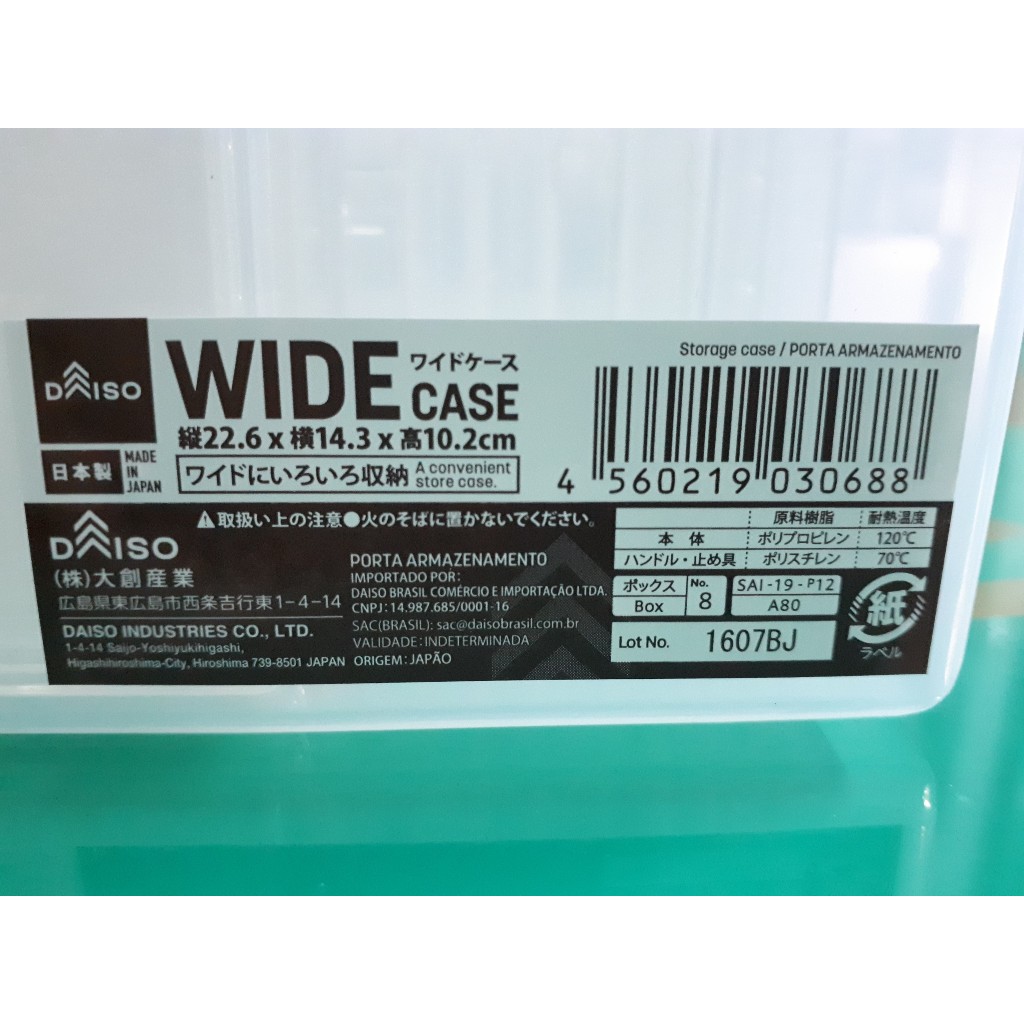 DAISO
WIDE ワイドケース
CASE
縦22.6 x 横14.3 x 高10.2cm
日本製 MADE IN JAPAN
ワイドにいろいろ収納 A convenient store case.
Storage case / PORTA ARMAZENAMENTO
4 560219 030688
⚠取扱い上の注意●火のそばに置かないでください。
DAISO
(株)大創産業
広島県東広島市西条吉行東1-4-14
DAISO INDUSTRIES CO., LTD.
1-4-14 Saijo-Yoshiyukihigashi,
Higashihiroshima-City, Hiroshima 739-8501 JAPAN
PORTA ARMAZENAMENTO
IMPORTADO POR:
DAISO BRASIL COMÉRCIO E IMPORTAÇÃO LTDA.
CNPJ: 14.987.685/0001-16
SAC(BRASIL): sac@daisobrasil.com.br
VALIDADE: INDETERMINADA
ORIGEM: JAPÃO
原料樹脂 耐熱温度
本 体 ポリプロピレン 120℃
ハンドル・止め具 ポリスチレン 70℃
ボックス No. SAI-19-P12
Box 8 A80
Lot No. 1607BJ
紙
ラベル